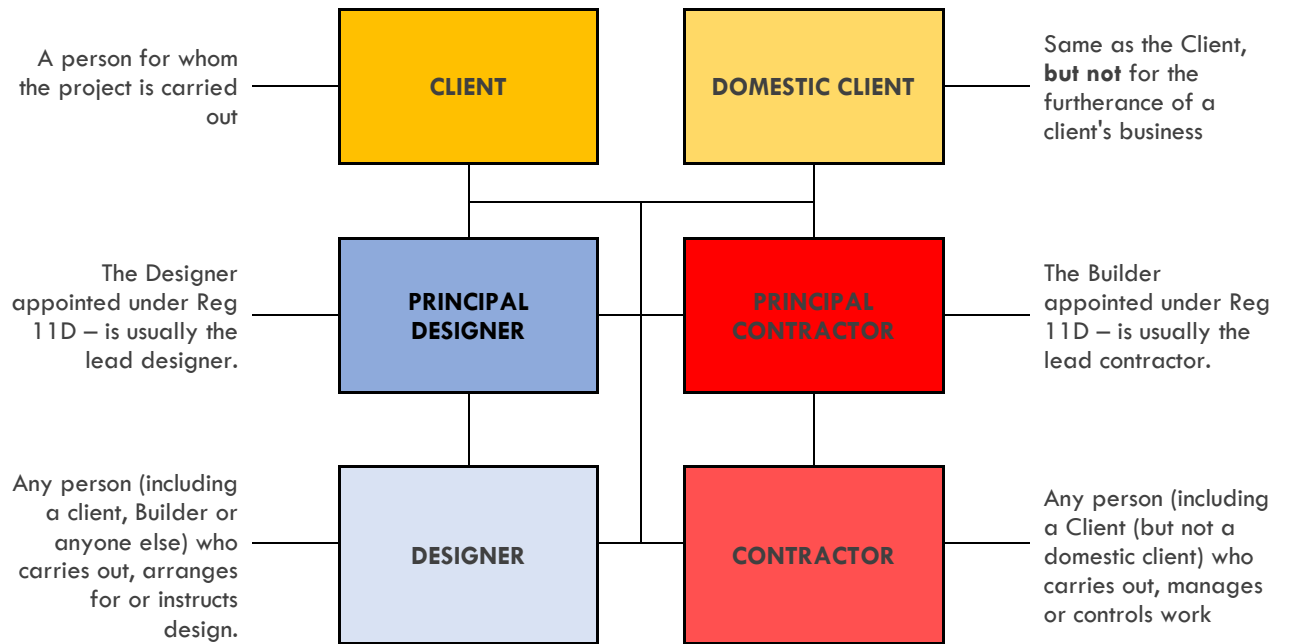 A person for whom
the project is carried
out
CLIENT
DOMESTIC CLIENT
Same as the Client,
but not for the
furtherance of a
client's business
The Designer
appointed under Reg
11D – is usually the
lead designer.
PRINCIPAL
DESIGNER
PRINCIPAL
CONTRACTOR
The Builder
appointed under Reg
11D – is usually the
lead contractor.
Any person (including
a client, Builder or
anyone else) who
carries out, arranges
for or instructs
design.
DESIGNER
CONTRACTOR
Any person (including
a Client (but not a
domestic client) who
carries out, manages
or controls work